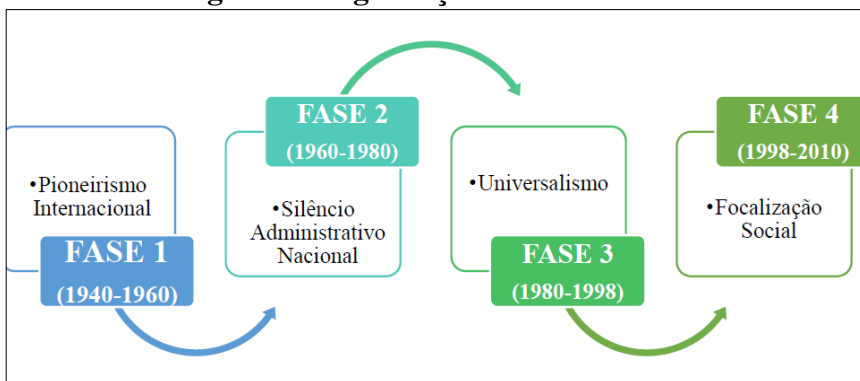 •Pioneirismo
Internacional
FASE 1
(1940-1960)
FASE 2
(1960-1980)
•Silêncio
Administrativo
Nacional
•Universalismo
FASE 3
(1980-1998)
FASE 4
(1998-2010)
•Focalização
Social